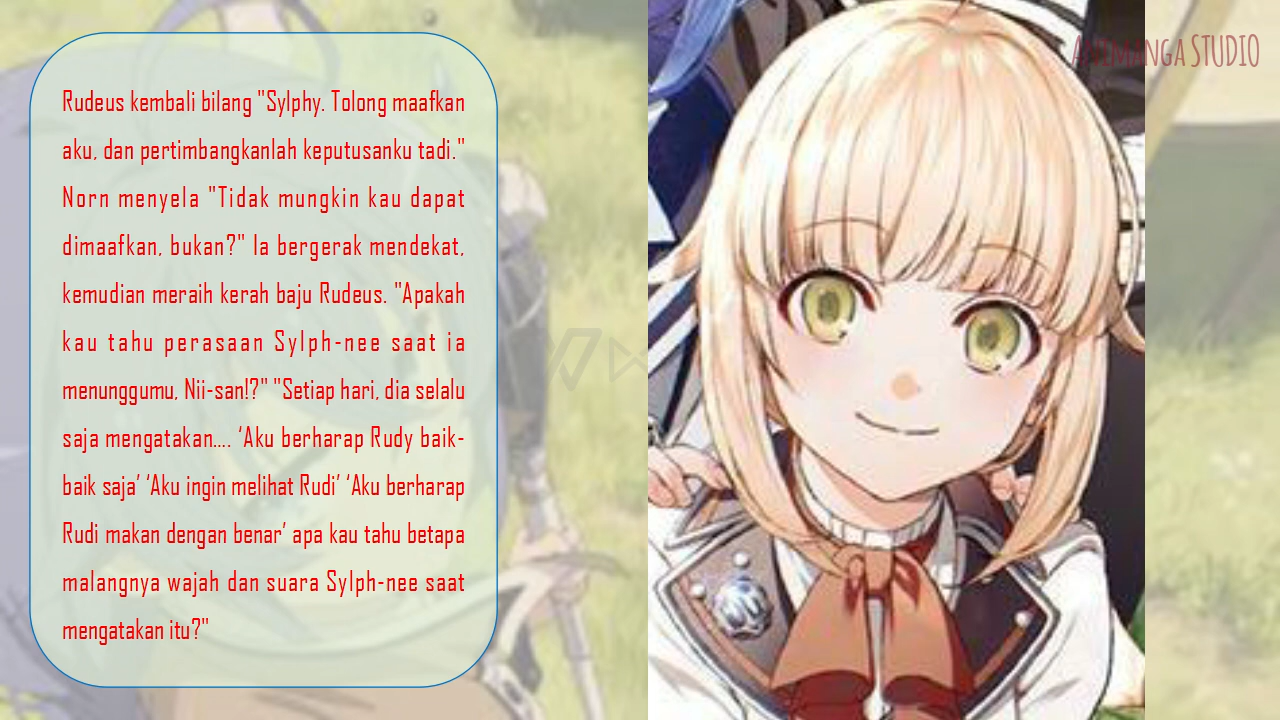 Rudeus kembali bilang "Sylphy. Tolong maafkan
aku, dan pertimbangkanlah keputusanku tadi."
Norn menyela "Tidak mungkin kau dapat
dimaafkan, bukan?" Ia bergerak mendekat,
kemudian meraih kerah baju Rudeus. "Apakah
kau tahu perasaan Sylph-nee saat ia
menunggumu, Nii-san!?" "Setiap hari, dia selalu
saja mengatakan.... ‘Aku berharap Rudy baik-
baik saja’ ‘Aku ingin melihat Rudi’ ‘Aku berharap
Rudi makan dengan benar’ apa kau tahu betapa
malangnya wajah dan suara Sylph-nee saat
mengatakan itu?"
ANIMANGA STUDIO